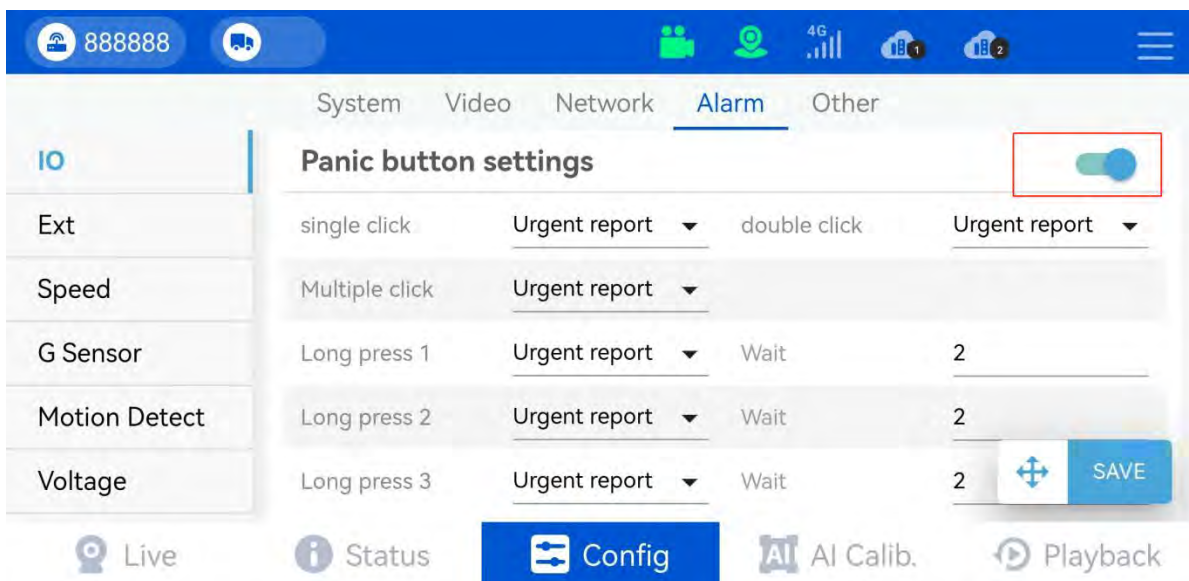 888888
4G
1
2
System Video Network Alarm Other
IO
Panic button settings
Ext
single click Urgent report double click Urgent report
Speed
Multiple click Urgent report
G Sensor
Long press 1 Urgent report Wait 2
Motion Detect
Long press 2 Urgent report Wait 2
Voltage
Long press 3 Urgent report Wait 2
SAVE
Live Status Config AI AI Calib. Playback